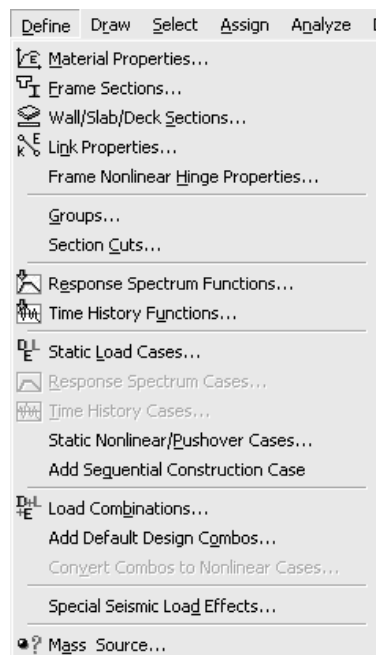 Define Draw Select Assign Analyze
Material Properties...
Frame Sections...
Wall/Slab/Deck Sections...
Link Properties...
Frame Nonlinear Hinge Properties...
Groups...
Section Cuts...
Response Spectrum Functions...
Time History Functions...
Static Load Cases...
Response Spectrum Cases...
Time History Cases...
Static Nonlinear/Pushover Cases...
Add Sequential Construction Case
Load Combinations...
Add Default Design Combos...
Convert Combos to Nonlinear Cases...
Special Seismic Load Effects...
Mass Source...